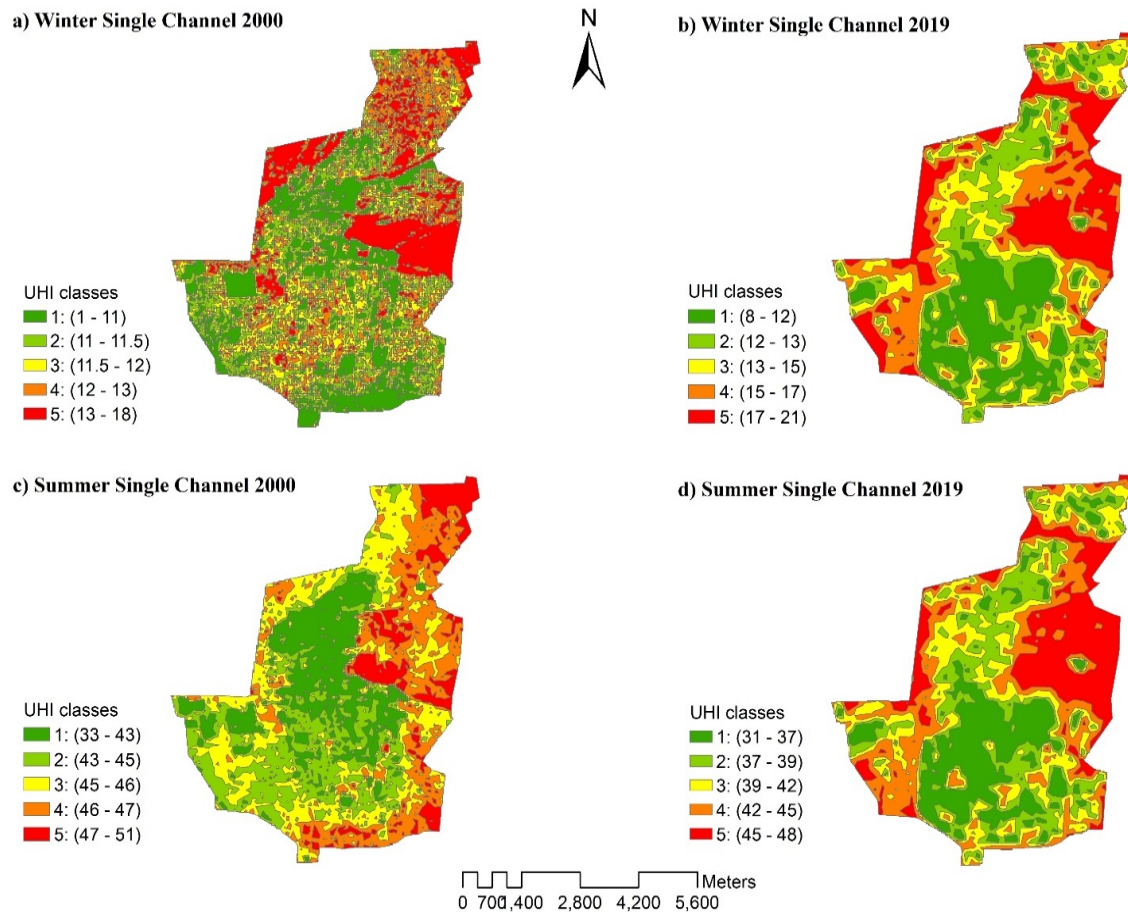 a) Winter Single Channel 2000
N
b) Winter Single Channel 2019
UHI classes
1: (1 - 11)
2: (11 - 11.5)
3: (11.5 - 12)
4: (12 - 13)
5: (13 - 18)
UHI classes
1: (8 - 12)
2: (12 - 13)
3: (13 - 15)
4: (15 - 17)
5: (17 - 21)
c) Summer Single Channel 2000
d) Summer Single Channel 2019
UHI classes
1: (33 - 43)
2: (43 - 45)
3: (45 - 46)
4: (46 - 47)
5: (47 - 51)
UHI classes
1: (31 - 37)
2: (37 - 39)
3: (39 - 42)
4: (42 - 45)
5: (45 - 48)
Meters
0 700 1,400 2,800 4,200 5,600